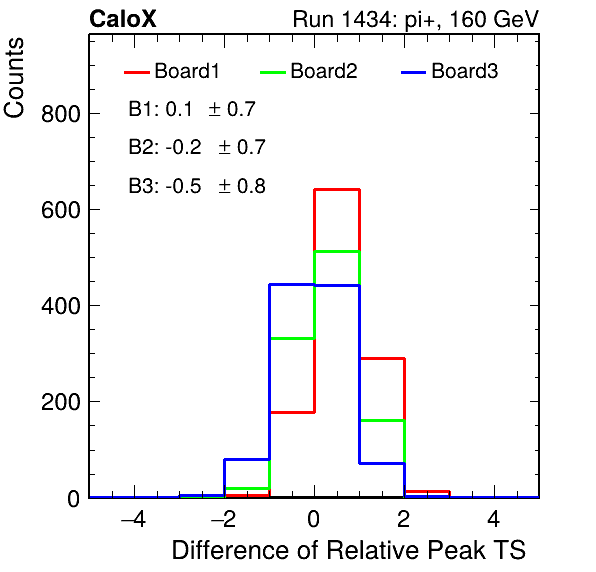 CaloX Run 1434: pi+, 160 GeV
Counts
Board1 Board2 Board3
B1: 0.1 ± 0.7
B2: -0.2 ± 0.7
B3: -0.5 ± 0.8
800
600
400
200
0
−4 −2 0 2 4
Difference of Relative Peak TS